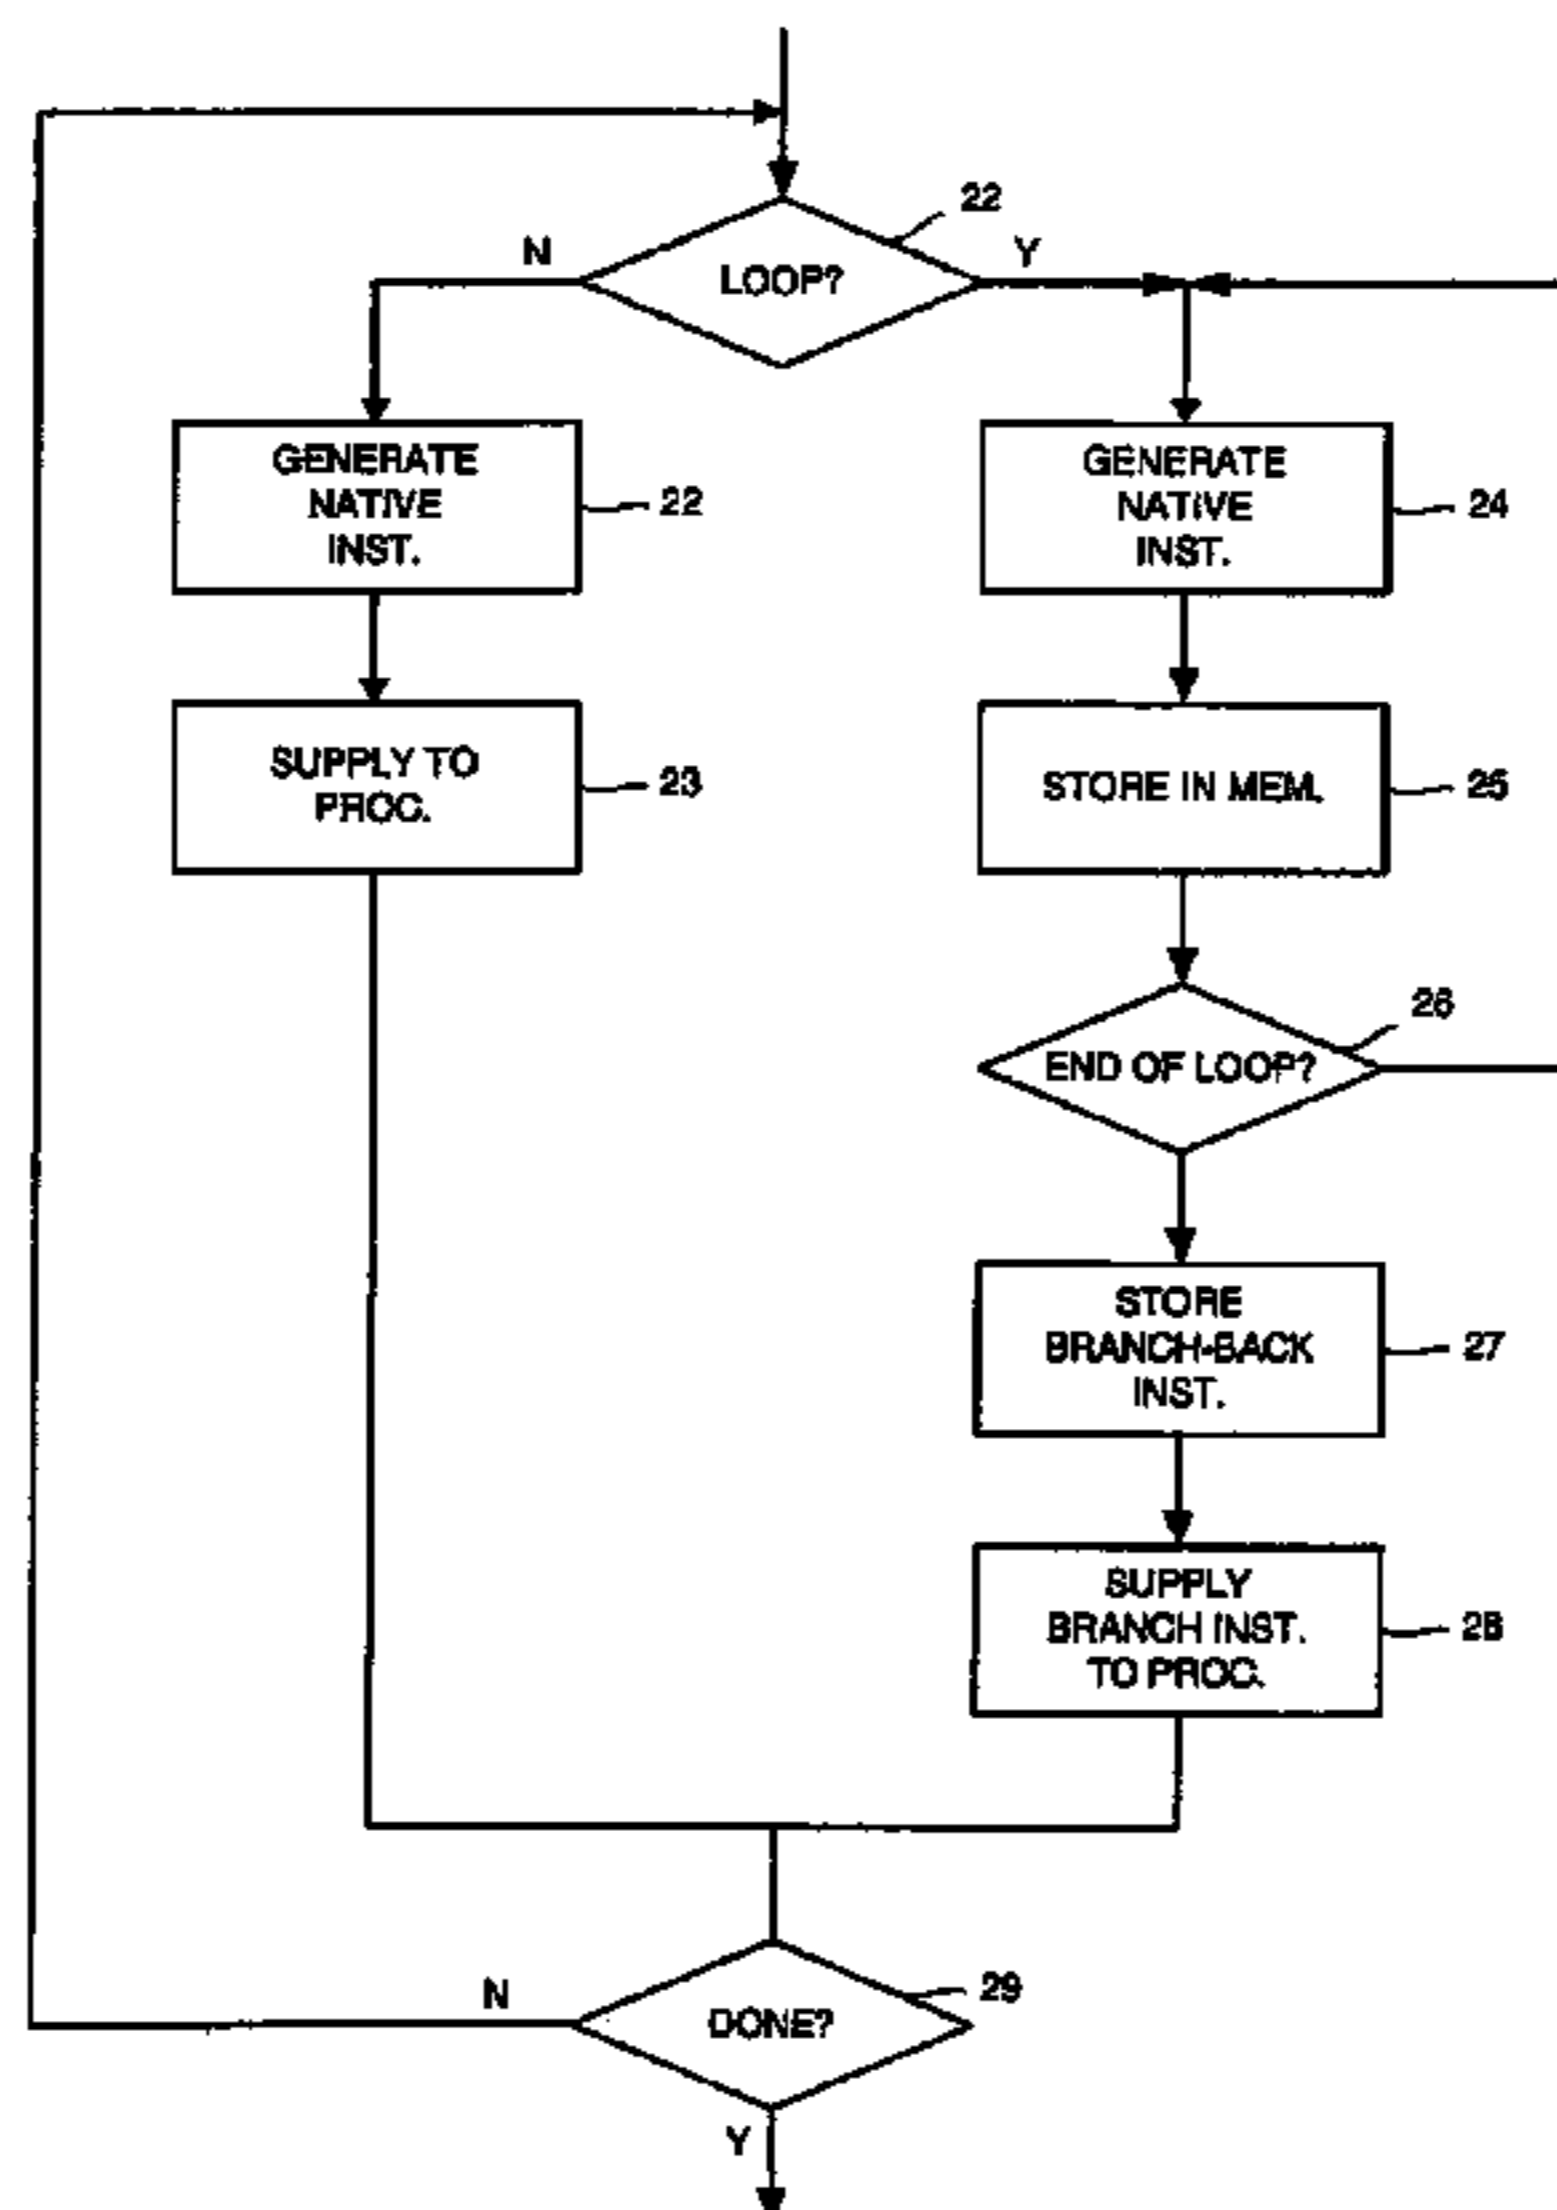 22
N
Y
LOOP?
GENERATE
NATIVE
INST.
22
GENERATE
NATIVE
INST.
24
SUPPLY TO
PROC.
23
STORE IN MEM.
25
26
END OF LOOP?
STORE
BRANCH-BACK
INST.
27
SUPPLY
BRANCH INST.
TO PROC.
28
N
29
DONE?
Y